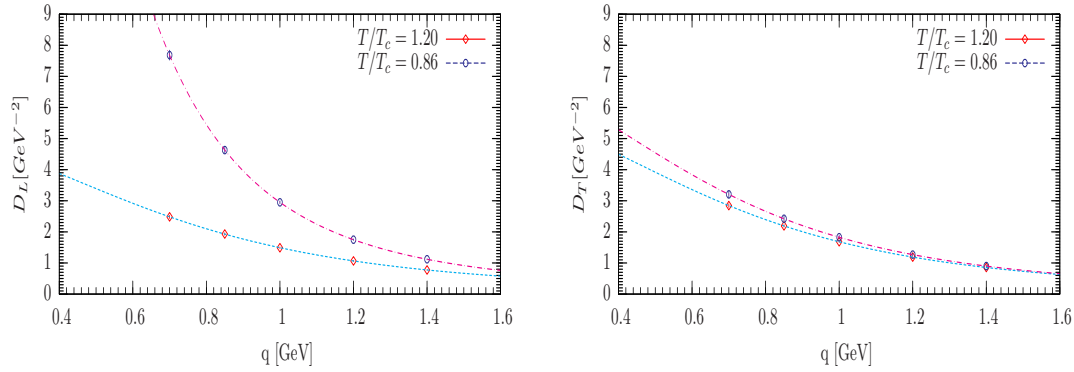 9
8
7
6
5
4
3
2
1
0
D_L[GeV^{-2}]
T/T_c = 1.20
T/T_c = 0.86
0.4 0.6 0.8 1 1.2 1.4 1.6
q [GeV]
9
8
7
6
5
4
3
2
1
0
D_T[GeV^{-2}]
T/T_c = 1.20
T/T_c = 0.86
0.4 0.6 0.8 1 1.2 1.4 1.6
q [GeV]